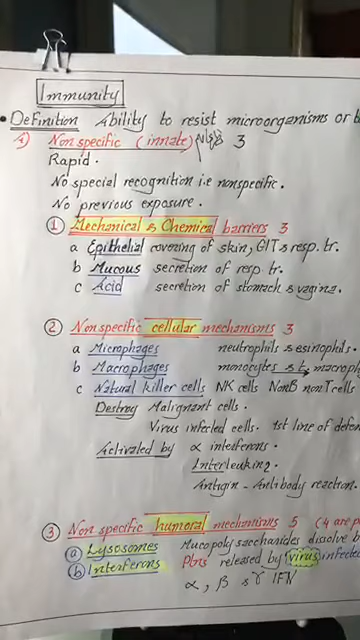 Immunity
• Definition Ability to resist microorganisms or
Non specific (innate) 3
Rapid.
No special recognition i.e nonspecific.
No previous exposure.
① Mechanical & Chemical barriers 3
a Epithelial covering of skin, GIT & resp. tr.
b Mucous secretion of resp. tr.
c Acid secretion of stomach & vagina.
② Nonspecific cellular mechanisms 3
a Microphages neutrophils & esinophils.
b Macrophages monocytes & t. macroph
c Natural killer cells NK cells NonB nonT cells
Destroy Malignant cells.
Virus infected cells. 1st line of defen
Activated by α interferons.
Interleukin 2.
Antigin - Antibody reaction.
③ Non specific humoral mechanisms 5 (4 are p
ⓐ Lysosomes Mucopolysaccharides dissolve b
ⓑ Interferons Ptns released by virus infected
α, β & γ IFN